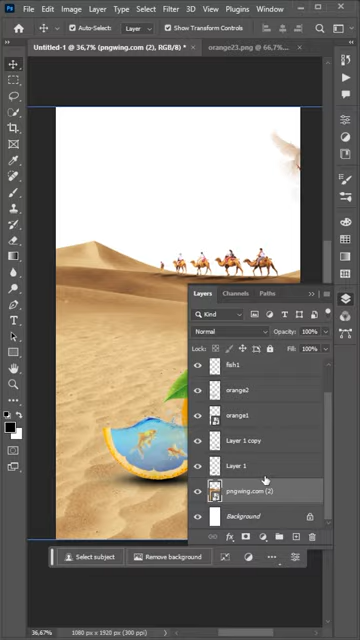 Ps File Edit Image Layer Type Select Filter 3D View Plugins Window
Auto-Select: Layer Show Transform Controls
Untitled-1 @ 36,7% (pngwing.com (2), RGB/8) * × orange23.png @ 66,7%...
Layers Channels Paths
Kind
Normal Opacity: 100%
Lock: Fill: 100%
fish1
orange2
orange1
Layer 1 copy
Layer 1
pngwing.com (2)
Background
fx
Select subject Remove background
36,67% 1080 px x 1920 px (300 ppi)